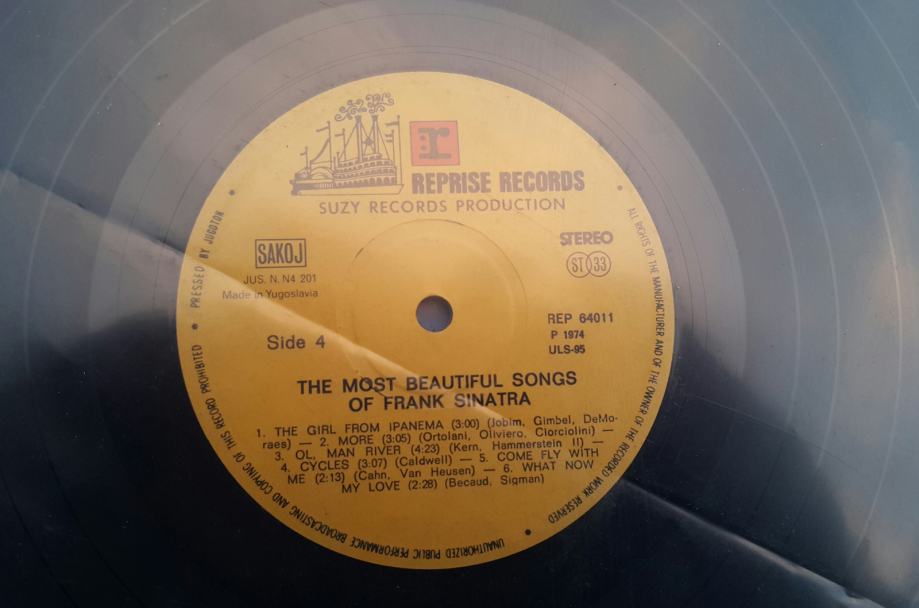 r
REPRISE RECORDS
SUZY RECORDS PRODUCTION
SAKOJ
JUS. N. N4 201
Made in Yugoslavia
STEREO
ST 33
Side 4
REP 64011
P 1974
ULS-95
THE MOST BEAUTIFUL SONGS
OF FRANK SINATRA
1. THE GIRL FROM IPANEMA (3:00) (Jobim, Gimbel, DeMo-
raes) — 2. MORE (3:05) (Ortolani, Oliviero, Ciorciolini) —
3. OL, MAN RIVER (4:23) (Kern, Hammerstein II) —
4. CYCLES (3:07) (Caldwell) — 5. COME FLY WITH
ME (2:13) (Cahn, Van Heusen) — 6. WHAT NOW
MY LOVE (2:28) (Becaud, Sigman)
PRESSED BY JUGOTON
ALL RIGHTS OF THE MANUFACTURER AND OF THE OWNER OF THE RECORDED WORK RESERVED
UNAUTHORIZED PUBLIC PERFORMANCE BROADCASTING AND COPYING OF THIS RECORD PROHIBITED